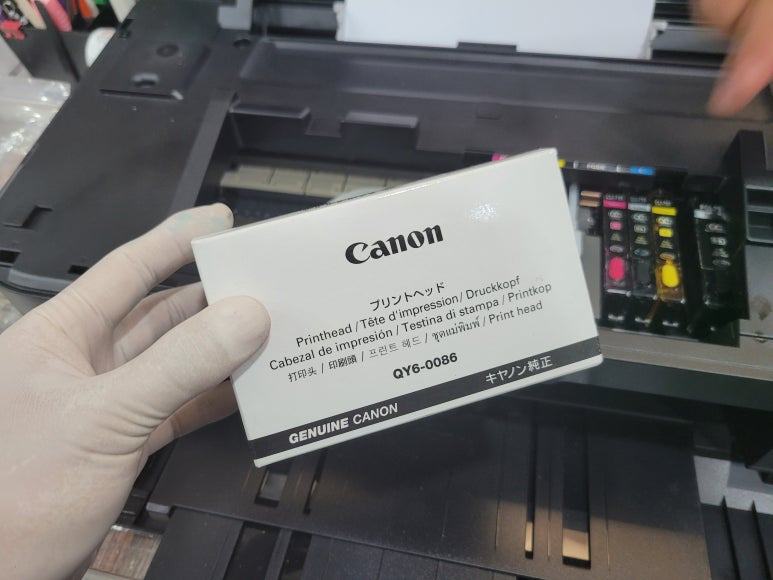 Canon
プリントヘッド
Printhead / Tête d'impression / Druckkopf
Cabezal de impresión / Testina di stampa / Printkop
打印头 / 印刷頭 / 프린트 헤드 / ชุดแม่พิมพ์ / Print head
QY6-0086
GENUINE CANON
キヤノン純正